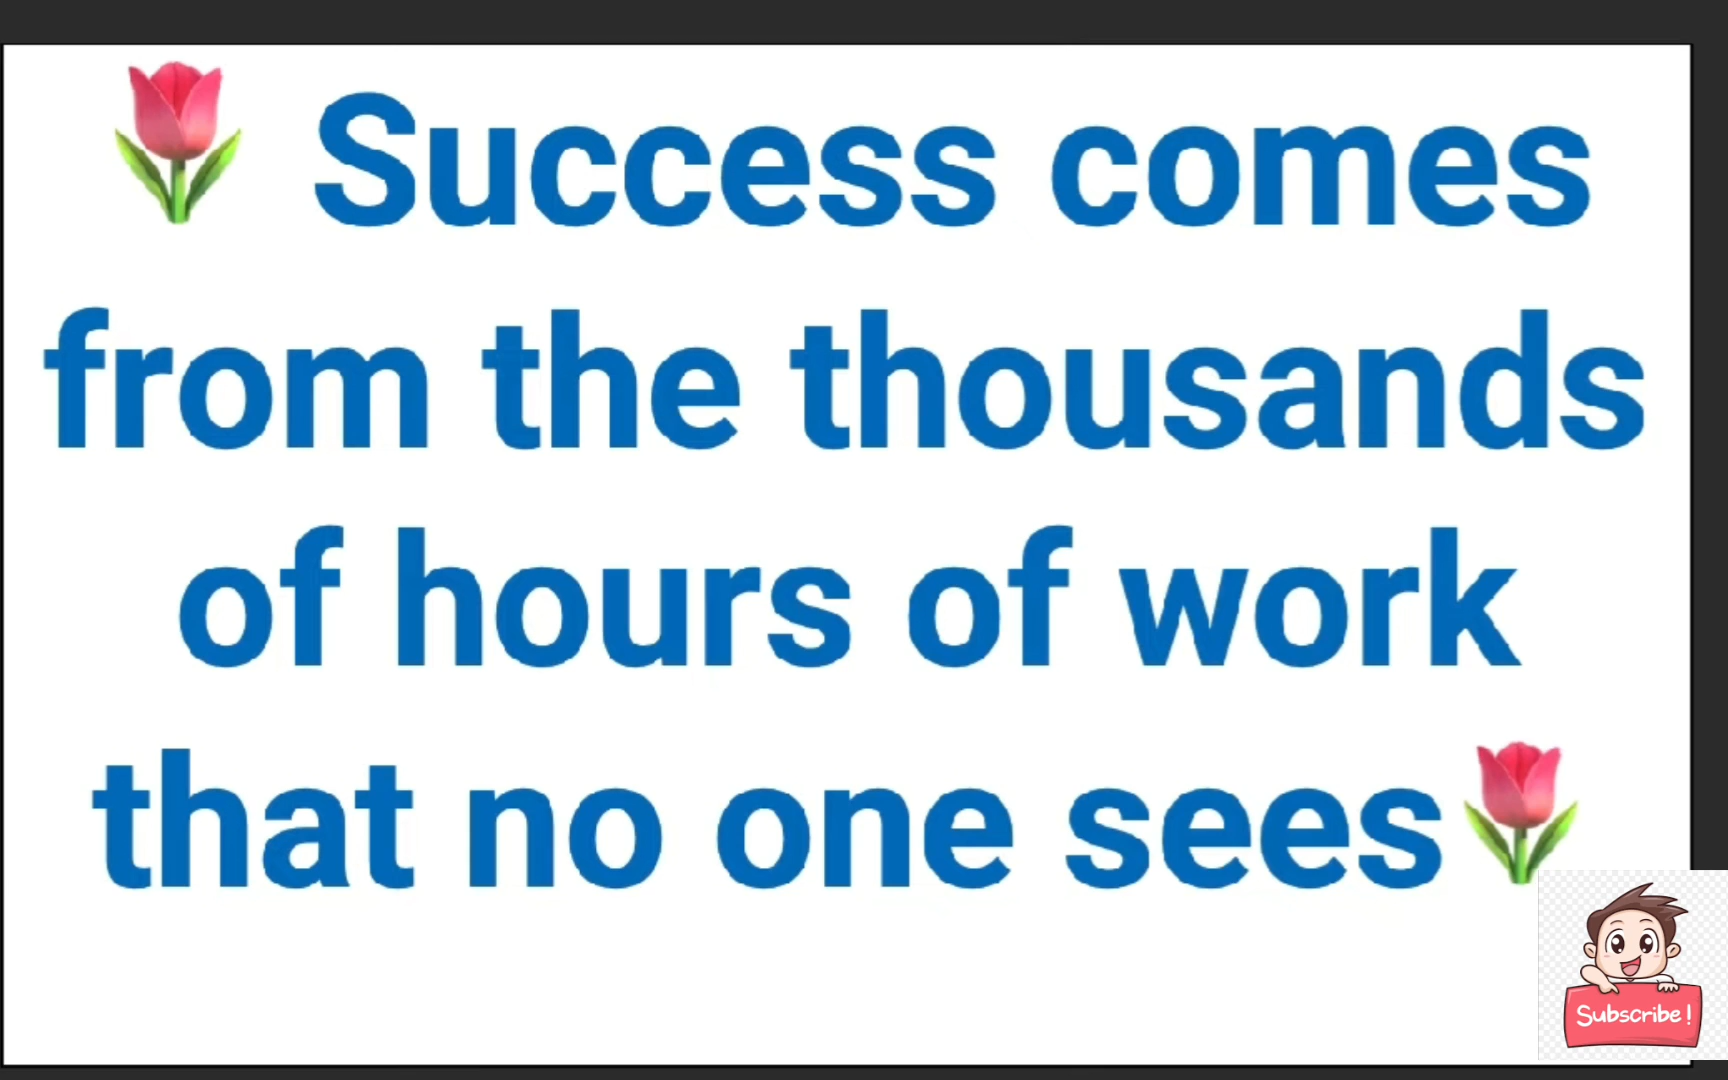 🌷 Success comes
from the thousands
of hours of work
that no one sees🌷
Subscribe!